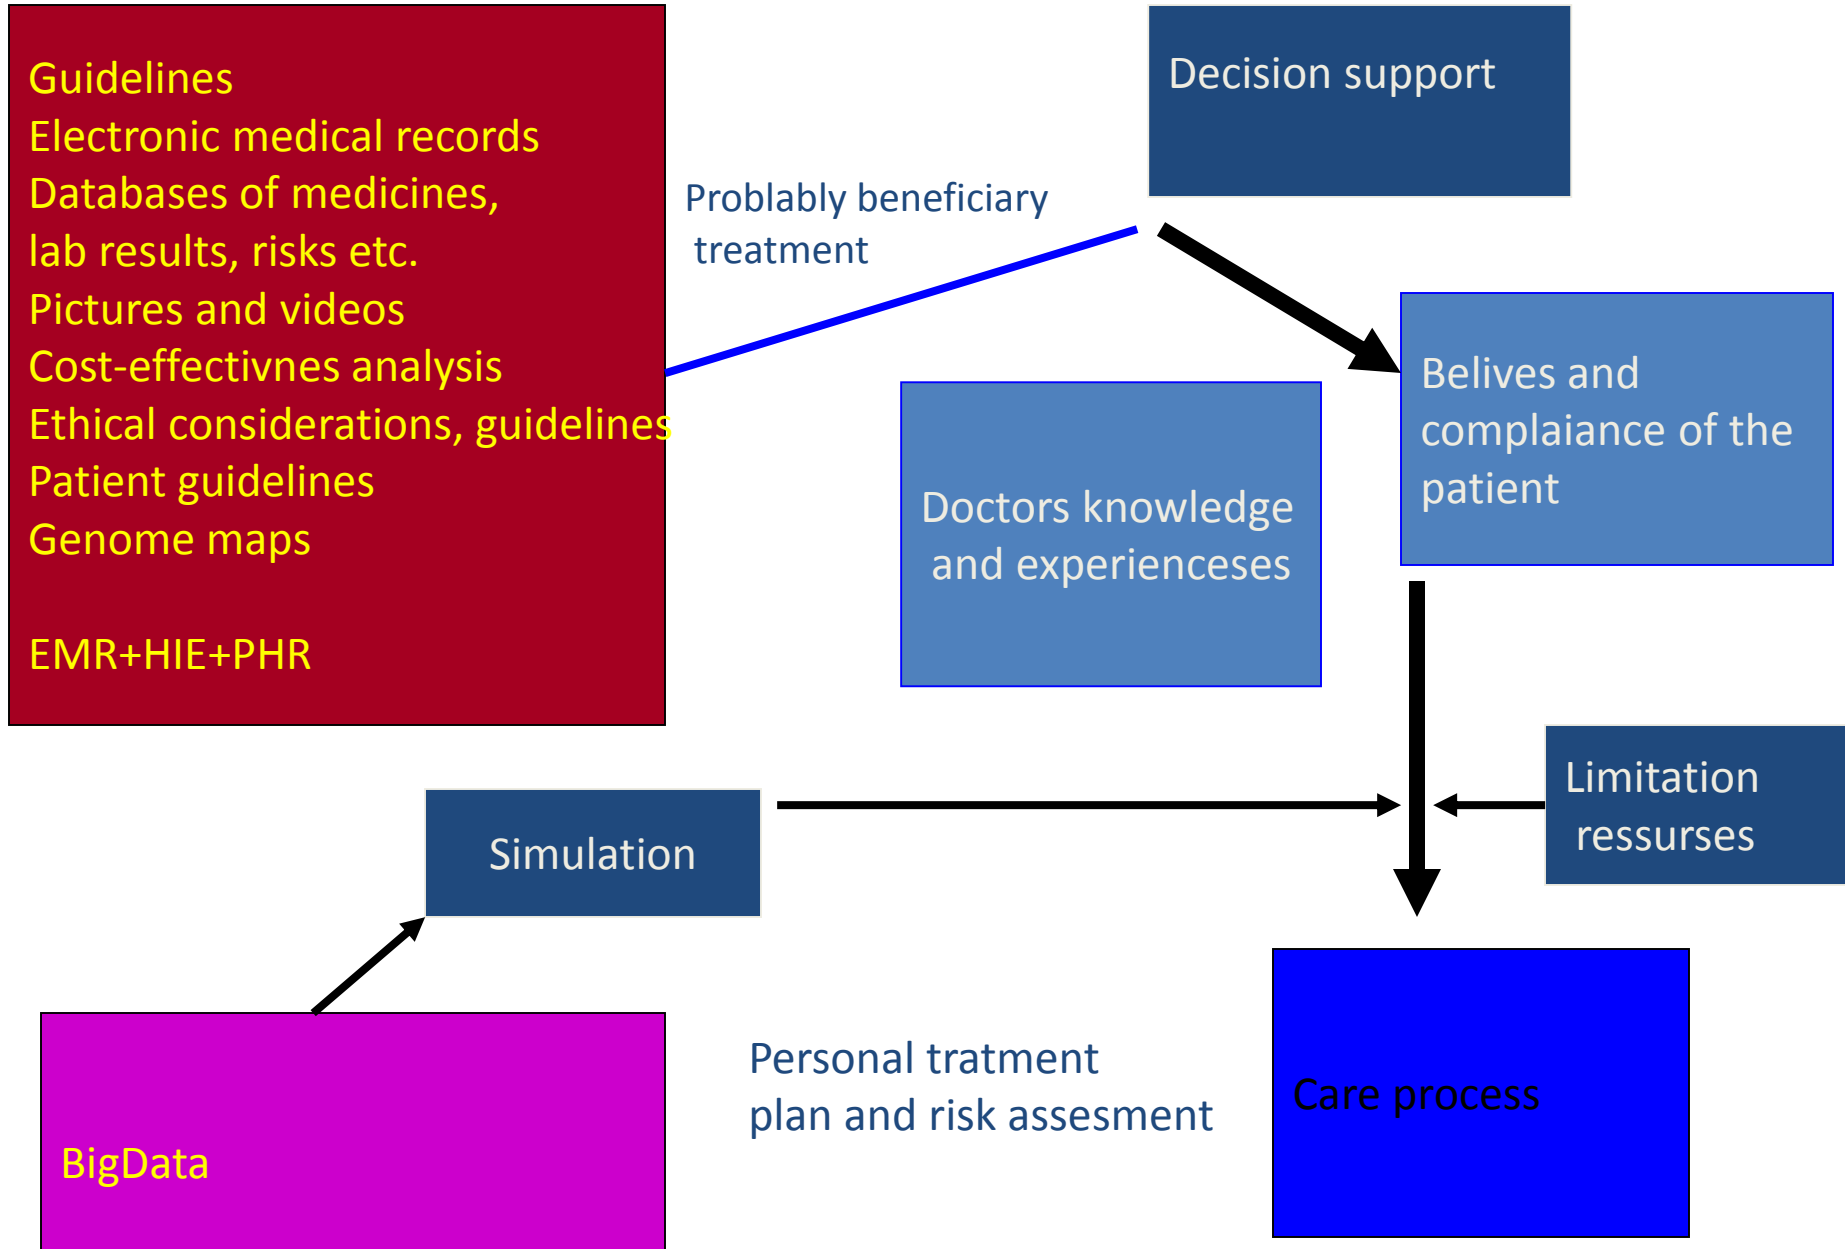 Guidelines
Electronic medical records
Databases of medicines,
lab results, risks etc.
Pictures and videos
Cost-effectivnes analysis
Ethical considerations, guidelines
Patient guidelines
Genome maps
EMR+HIE+PHR
Problably beneficiary
treatment
Decision support
Belives and
complaiance of the
patient
Doctors knowledge
and experienceses
Limitation
ressurses
Simulation
BigData
Personal tratment
plan and risk assesment
Care process